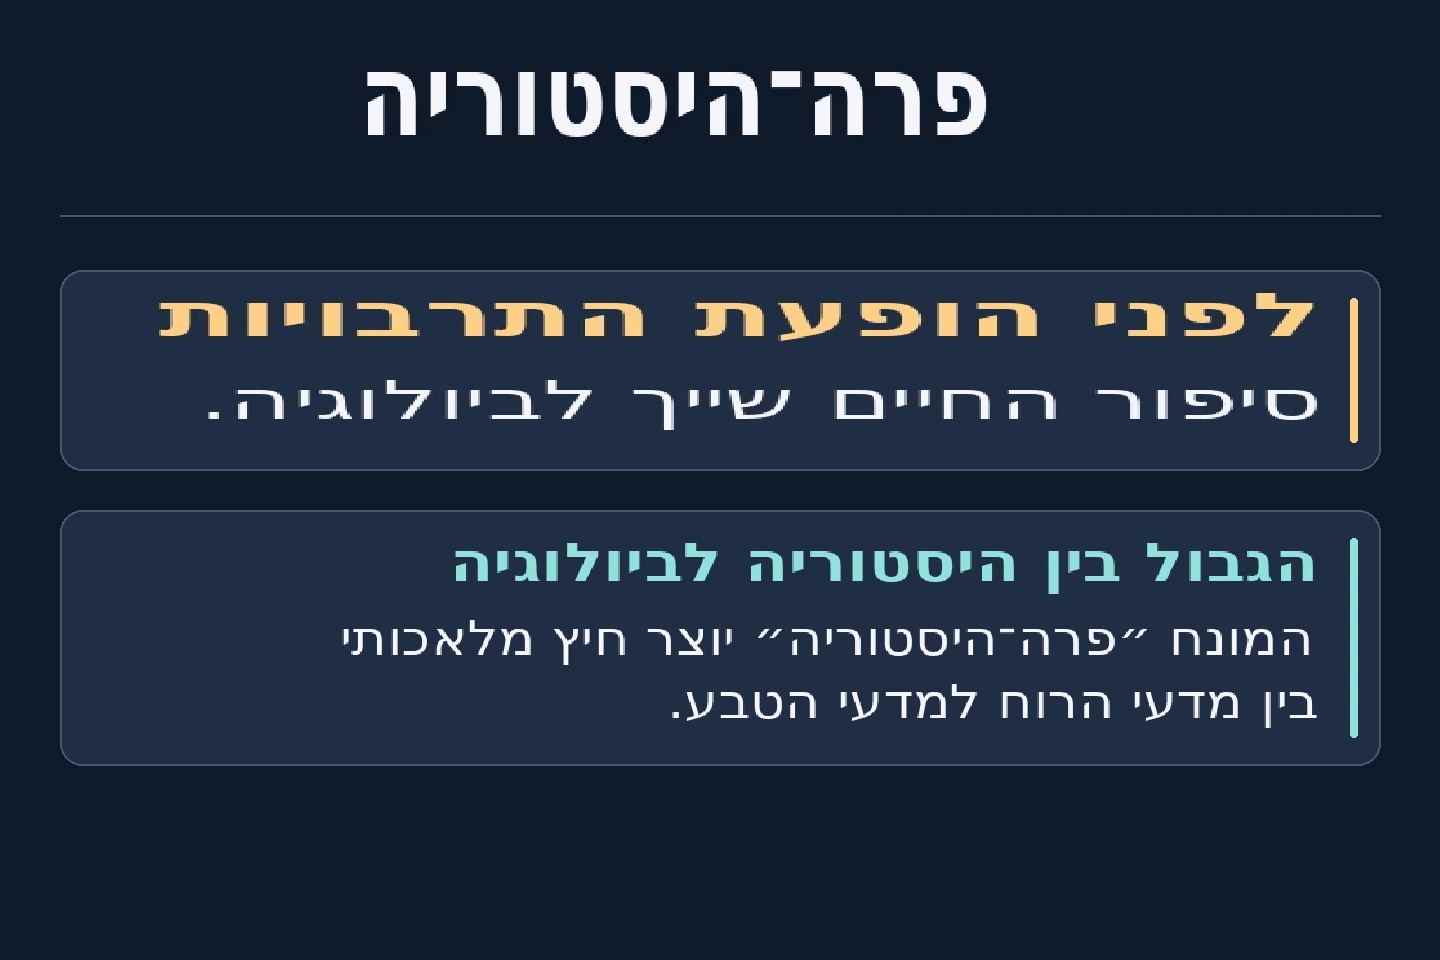 פרה־היסטוריה
לפני הופעת התרבויות
סיפור החיים שייך לביולוגיה.
הגבול בין היסטוריה לביולוגיה
המונח ״פרה־היסטוריה״ יוצר חיץ מלאכותי
בין מדעי הרוח למדעי הטבע.